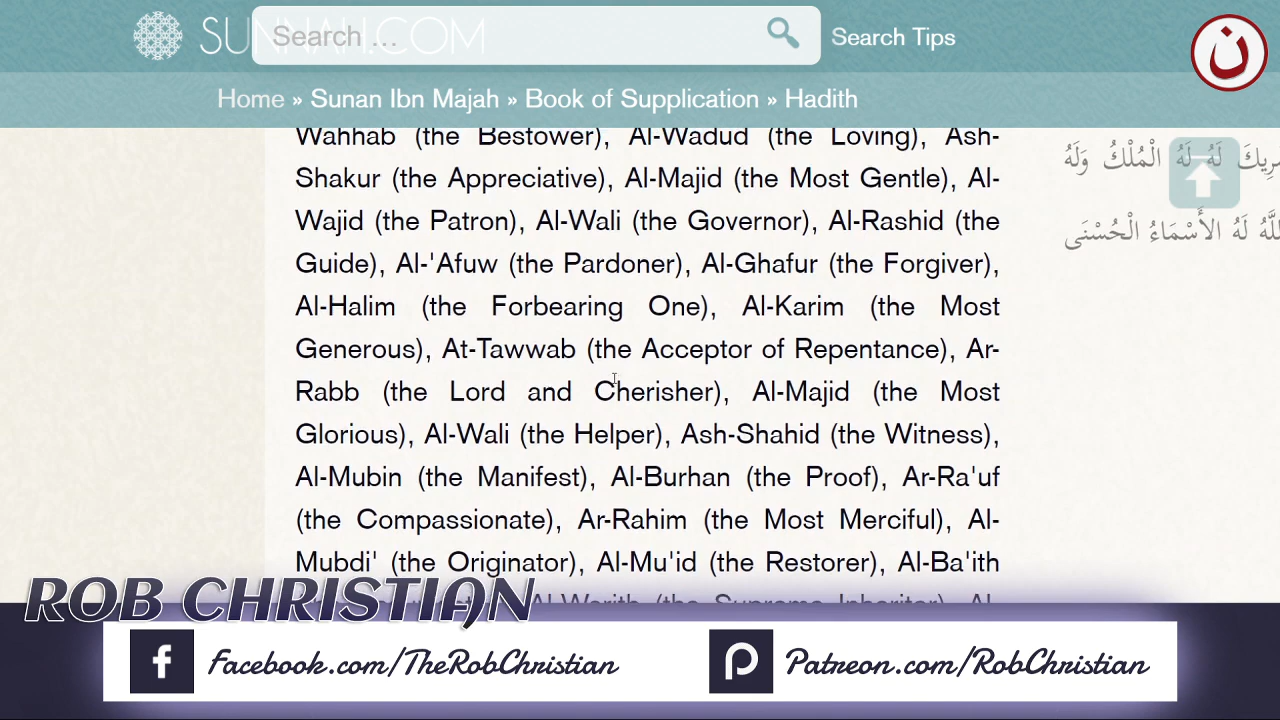 SUNNAH.COM
Search ...
Search Tips
ن
Home » Sunan Ibn Majah » Book of Supplication » Hadith
Wahhab (the Bestower), Al-Wadud (the Loving), Ash-
Shakur (the Appreciative), Al-Majid (the Most Gentle), Al-
Wajid (the Patron), Al-Wali (the Governor), Al-Rashid (the
Guide), Al-'Afuw (the Pardoner), Al-Ghafur (the Forgiver),
Al-Halim (the Forbearing One), Al-Karim (the Most
Generous), At-Tawwab (the Acceptor of Repentance), Ar-
Rabb (the Lord and Cherisher), Al-Majid (the Most
Glorious), Al-Wali (the Helper), Ash-Shahid (the Witness),
Al-Mubin (the Manifest), Al-Burhan (the Proof), Ar-Ra'uf
(the Compassionate), Ar-Rahim (the Most Merciful), Al-
Mubdi' (the Originator), Al-Mu'id (the Restorer), Al-Ba'ith
Al-Warith (the Supreme Inheritor), Al-
لَهُ لَهُ الْمُلْكُ وَلَهُ
لَهُ الأَسْمَاءُ الْحُسْنَى
ROB CHRISTIAN
f Facebook.com/TheRobChristian
Patreon.com/RobChristian